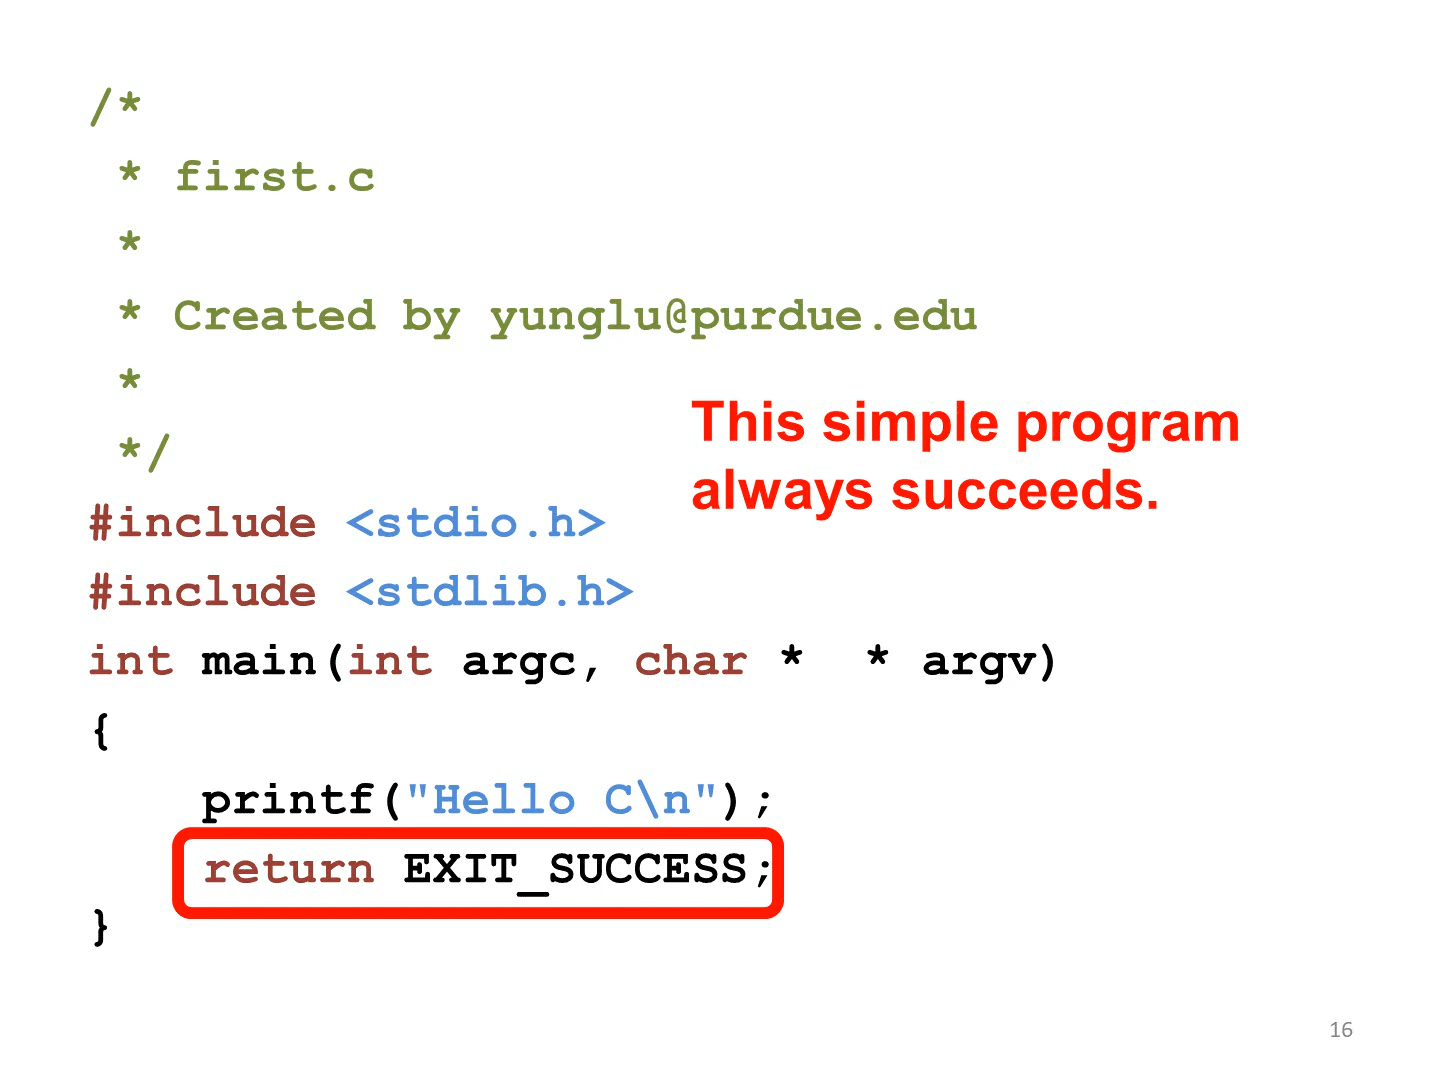 /*
 * first.c
 *
 * Created by yunglu@purdue.edu
 *
 */
This simple program
always succeeds.
#include <stdio.h>
#include <stdlib.h>
int main(int argc, char *  * argv)
{
    printf("Hello C\n");
    return EXIT_SUCCESS;
}
16